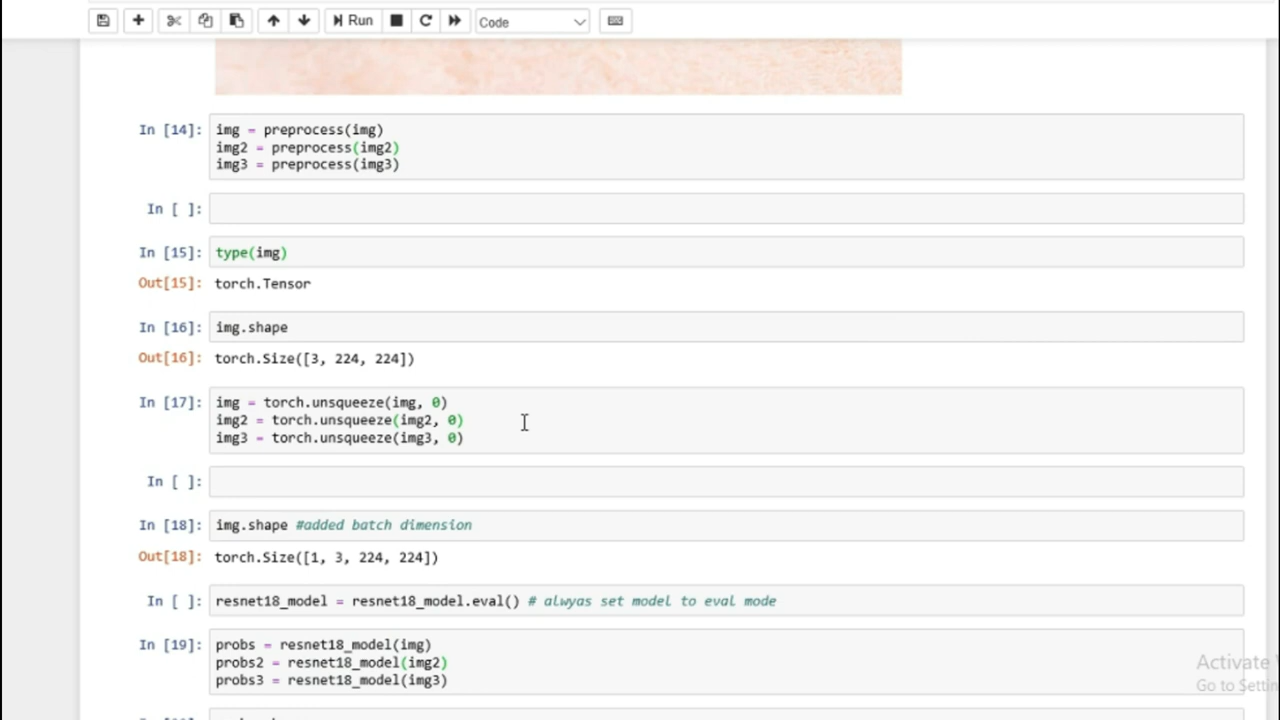 Run
Code
In [14]:
img = preprocess(img)
img2 = preprocess(img2)
img3 = preprocess(img3)
In [ ]:
In [15]:
type(img)
Out[15]:
torch.Tensor
In [16]:
img.shape
Out[16]:
torch.Size([3, 224, 224])
In [17]:
img = torch.unsqueeze(img, 0)
img2 = torch.unsqueeze(img2, 0)
img3 = torch.unsqueeze(img3, 0)
In [ ]:
In [18]:
img.shape #added batch dimension
Out[18]:
torch.Size([1, 3, 224, 224])
In [ ]:
resnet18_model = resnet18_model.eval() # alwyas set model to eval mode
In [19]:
probs = resnet18_model(img)
probs2 = resnet18_model(img2)
probs3 = resnet18_model(img3)
Activate
Go to